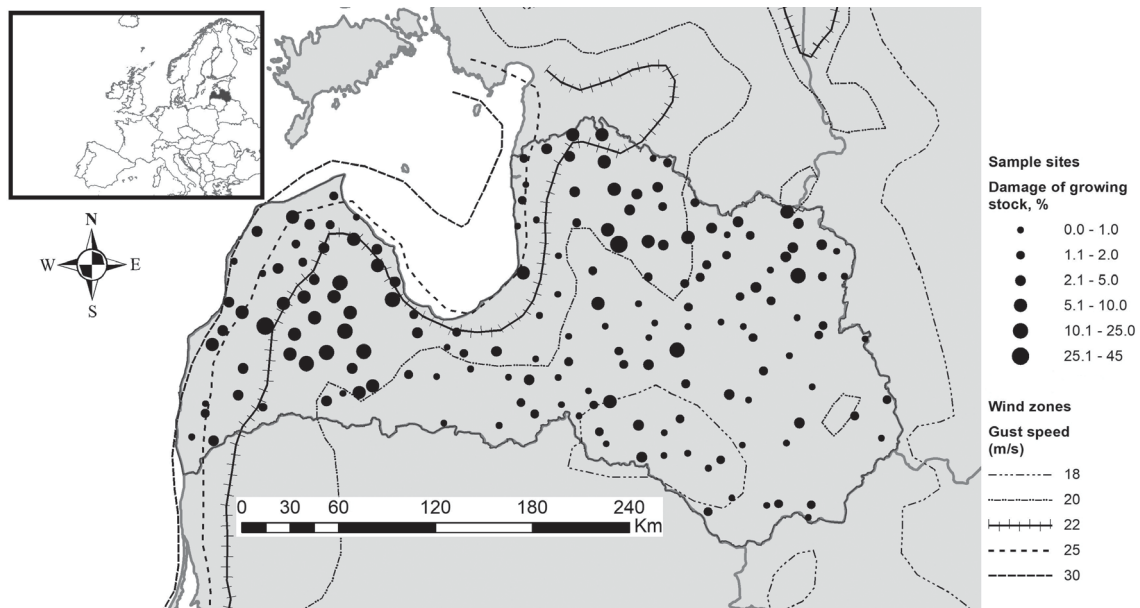 N
W E
S
0 30 60 120 180 240
Km
Sample sites
Damage of growing
stock, %
0.0 - 1.0
1.1 - 2.0
2.1 - 5.0
5.1 - 10.0
10.1 - 25.0
25.1 - 45
Wind zones
Gust speed
(m/s)
18
20
22
25
30